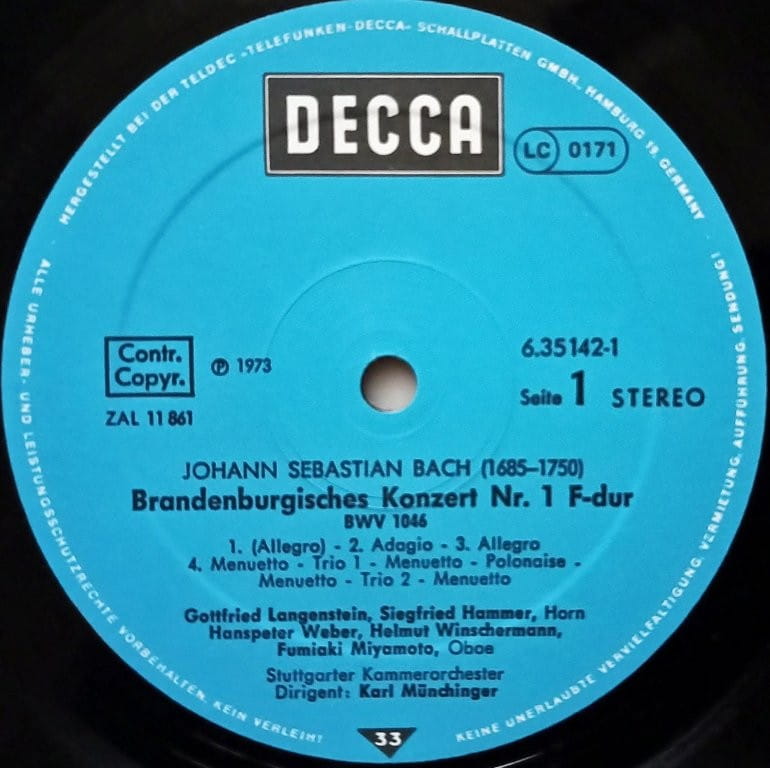 HERGESTELLT BEI DER TELDEC »TELEFUNKEN-DECCA« SCHALLPLATTEN GMBH., HAMBURG 19, GERMANY
DECCA
LC 0171
Contr.
Copyr.
℗ 1973
ZAL 11 861
6.35142-1
Seite 1 STEREO
JOHANN SEBASTIAN BACH (1685–1750)
Brandenburgisches Konzert Nr. 1 F-dur
BWV 1046
1. (Allegro) - 2. Adagio - 3. Allegro
4. Menuetto - Trio 1 - Menuetto - Polonaise -
Menuetto - Trio 2 - Menuetto
Gottfried Langenstein, Siegfried Hammer, Horn
Hanspeter Weber, Helmut Winschermann,
Fumiaki Miyamoto, Oboe
Stuttgarter Kammerorchester
Dirigent: Karl Münchinger
33
ALLE URHEBER- UND LEISTUNGSSCHUTZRECHTE VORBEHALTEN. KEIN VERLEIH!
KEINE UNERLAUBTE VERVIELFÄLTIGUNG, VERMIETUNG, AUFFÜHRUNG, SENDUNG!